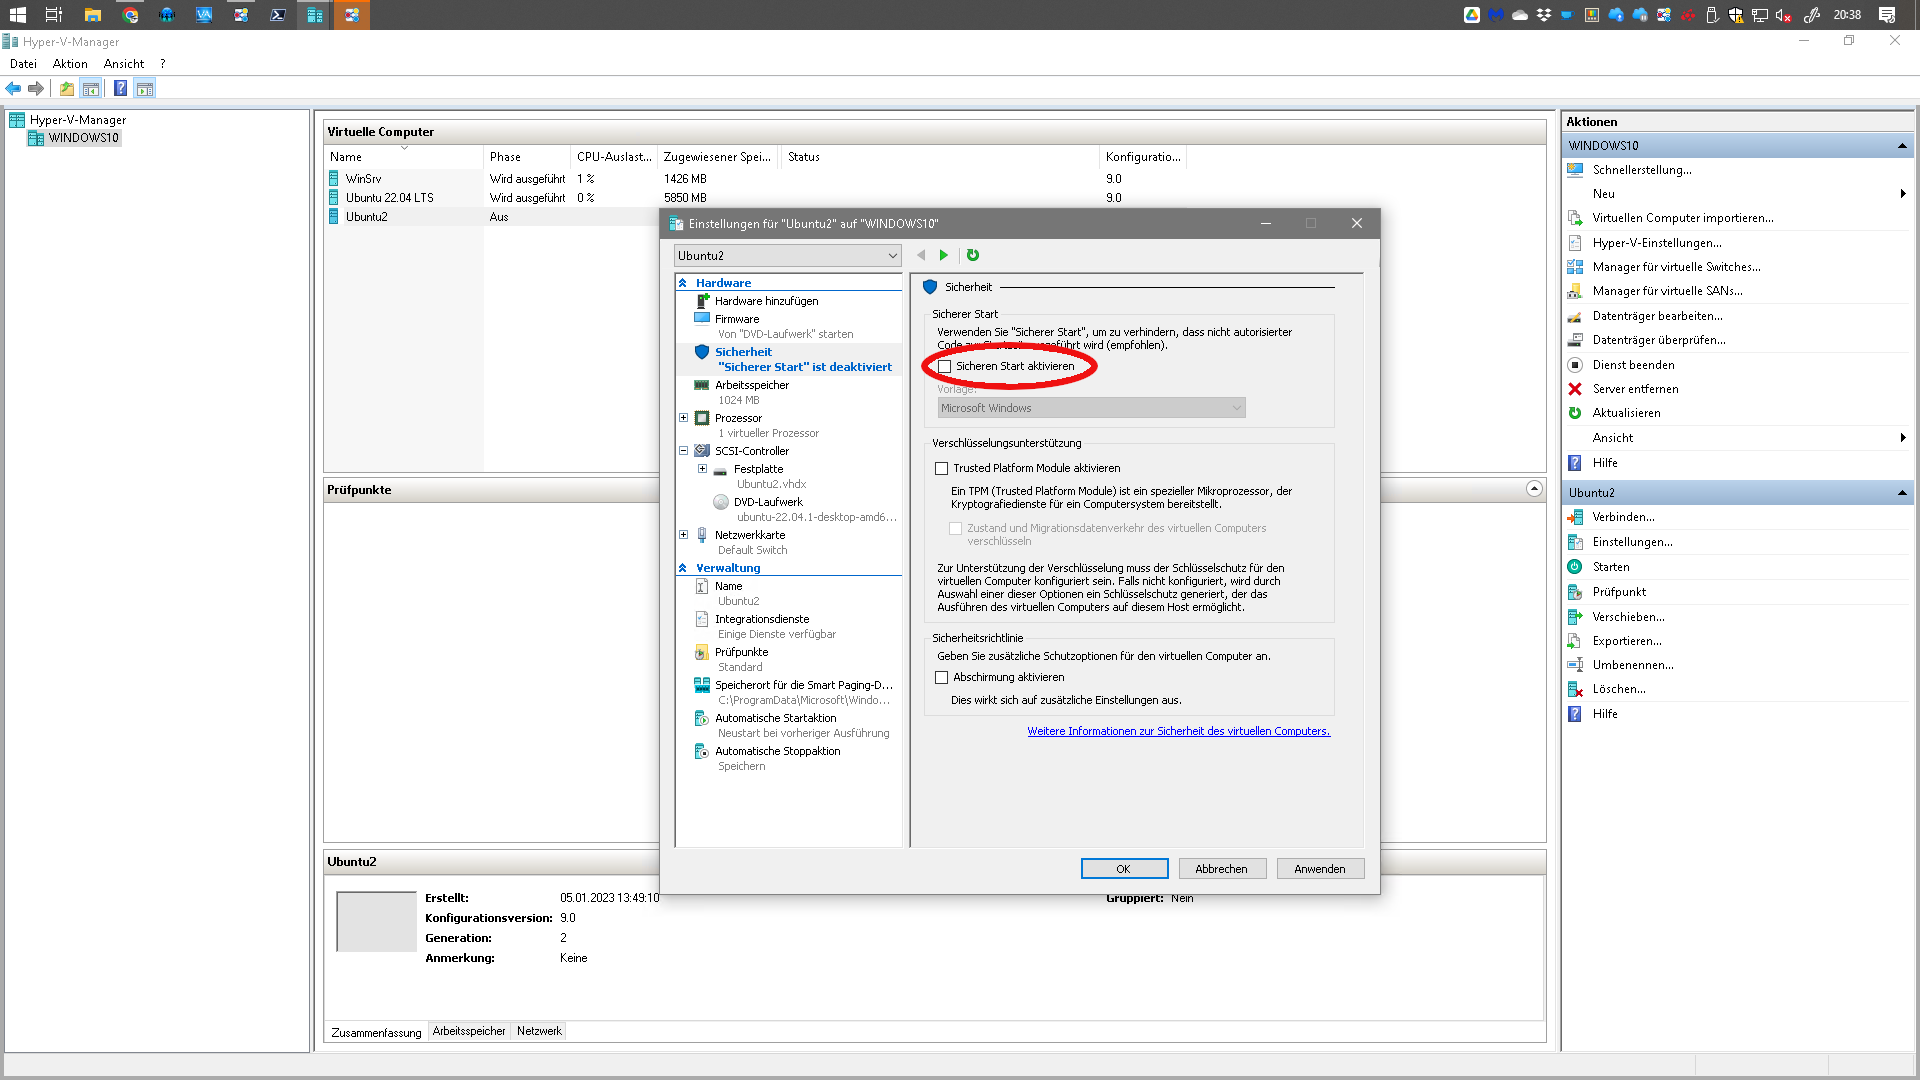 20:38
Hyper-V-Manager
Datei Aktion Ansicht ?
Hyper-V-Manager
WINDOWS10
Virtuelle Computer
Name Phase CPU-Auslast... Zugewiesener Spei... Status Konfiguratio...
WinSrv Wird ausgeführt 1 % 1426 MB 9.0
Ubuntu 22.04 LTS Wird ausgeführt 0 % 5850 MB 9.0
Ubuntu2 Aus
Prüfpunkte
Ubuntu2
Erstellt: 05.01.2023 13:49:10 Gruppiert: Nein
Konfigurationsversion: 9.0
Generation: 2
Anmerkung: Keine
Zusammenfassung Arbeitsspeicher Netzwerk
Einstellungen für "Ubuntu2" auf "WINDOWS10"
Ubuntu2
Hardware
Hardware hinzufügen
Firmware
Von "DVD-Laufwerk" starten
Sicherheit
"Sicherer Start" ist deaktiviert
Arbeitsspeicher
1024 MB
Prozessor
1 virtueller Prozessor
SCSI-Controller
Festplatte
Ubuntu2.vhdx
DVD-Laufwerk
ubuntu-22.04.1-desktop-amd6...
Netzwerkkarte
Default Switch
Verwaltung
Name
Ubuntu2
Integrationsdienste
Einige Dienste verfügbar
Prüfpunkte
Standard
Speicherort für die Smart Paging-D...
C:\ProgramData\Microsoft\Windo...
Automatische Startaktion
Neustart bei vorheriger Ausführung
Automatische Stoppaktion
Speichern
Sicherheit
Sicherer Start
Verwenden Sie "Sicherer Start", um zu verhindern, dass nicht autorisierter
Code zur Startzeit ausgeführt wird (empfohlen).
Sicheren Start aktivieren
Vorlage:
Microsoft Windows
Verschlüsselungsunterstützung
Trusted Platform Module aktivieren
Ein TPM (Trusted Platform Module) ist ein spezieller Mikroprozessor, der
Kryptografiedienste für ein Computersystem bereitstellt.
Zustand und Migrationsdatenverkehr des virtuellen Computers
verschlüsseln
Zur Unterstützung der Verschlüsselung muss der Schlüsselschutz für den
virtuellen Computer konfiguriert sein. Falls nicht konfiguriert, wird durch
Auswahl einer dieser Optionen ein Schlüsselschutz generiert, der das
Ausführen des virtuellen Computers auf diesem Host ermöglicht.
Sicherheitsrichtlinie
Geben Sie zusätzliche Schutzoptionen für den virtuellen Computer an.
Abschirmung aktivieren
Dies wirkt sich auf zusätzliche Einstellungen aus.
Weitere Informationen zur Sicherheit des virtuellen Computers.
OK Abbrechen Anwenden
Aktionen
WINDOWS10
Schnellerstellung...
Neu
Virtuellen Computer importieren...
Hyper-V-Einstellungen...
Manager für virtuelle Switches...
Manager für virtuelle SANs...
Datenträger bearbeiten...
Datenträger überprüfen...
Dienst beenden
Server entfernen
Aktualisieren
Ansicht
Hilfe
Ubuntu2
Verbinden...
Einstellungen...
Starten
Prüfpunkt
Verschieben...
Exportieren...
Umbenennen...
Löschen...
Hilfe